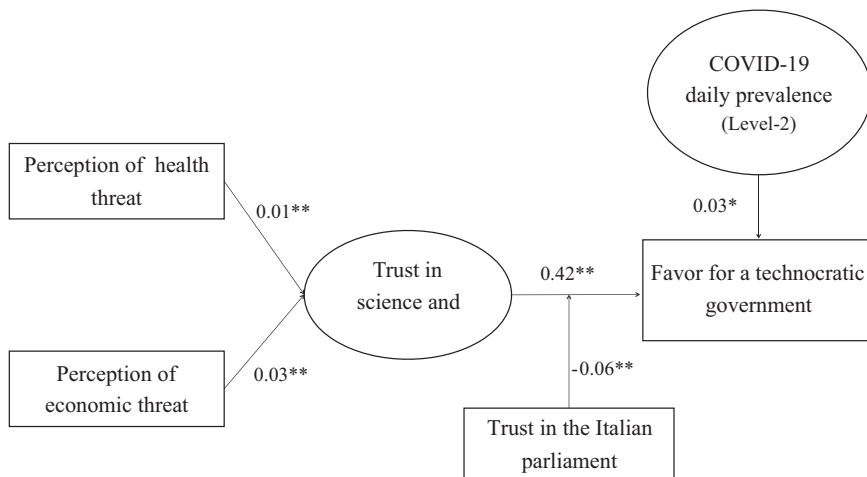 COVID-19
daily prevalence
(Level-2)
Perception of health
threat
0.01**
0.03*
Trust in
science and
0.42**
Favor for a technocratic
government
Perception of
economic threat
0.03**
-0.06**
Trust in the Italian
parliament